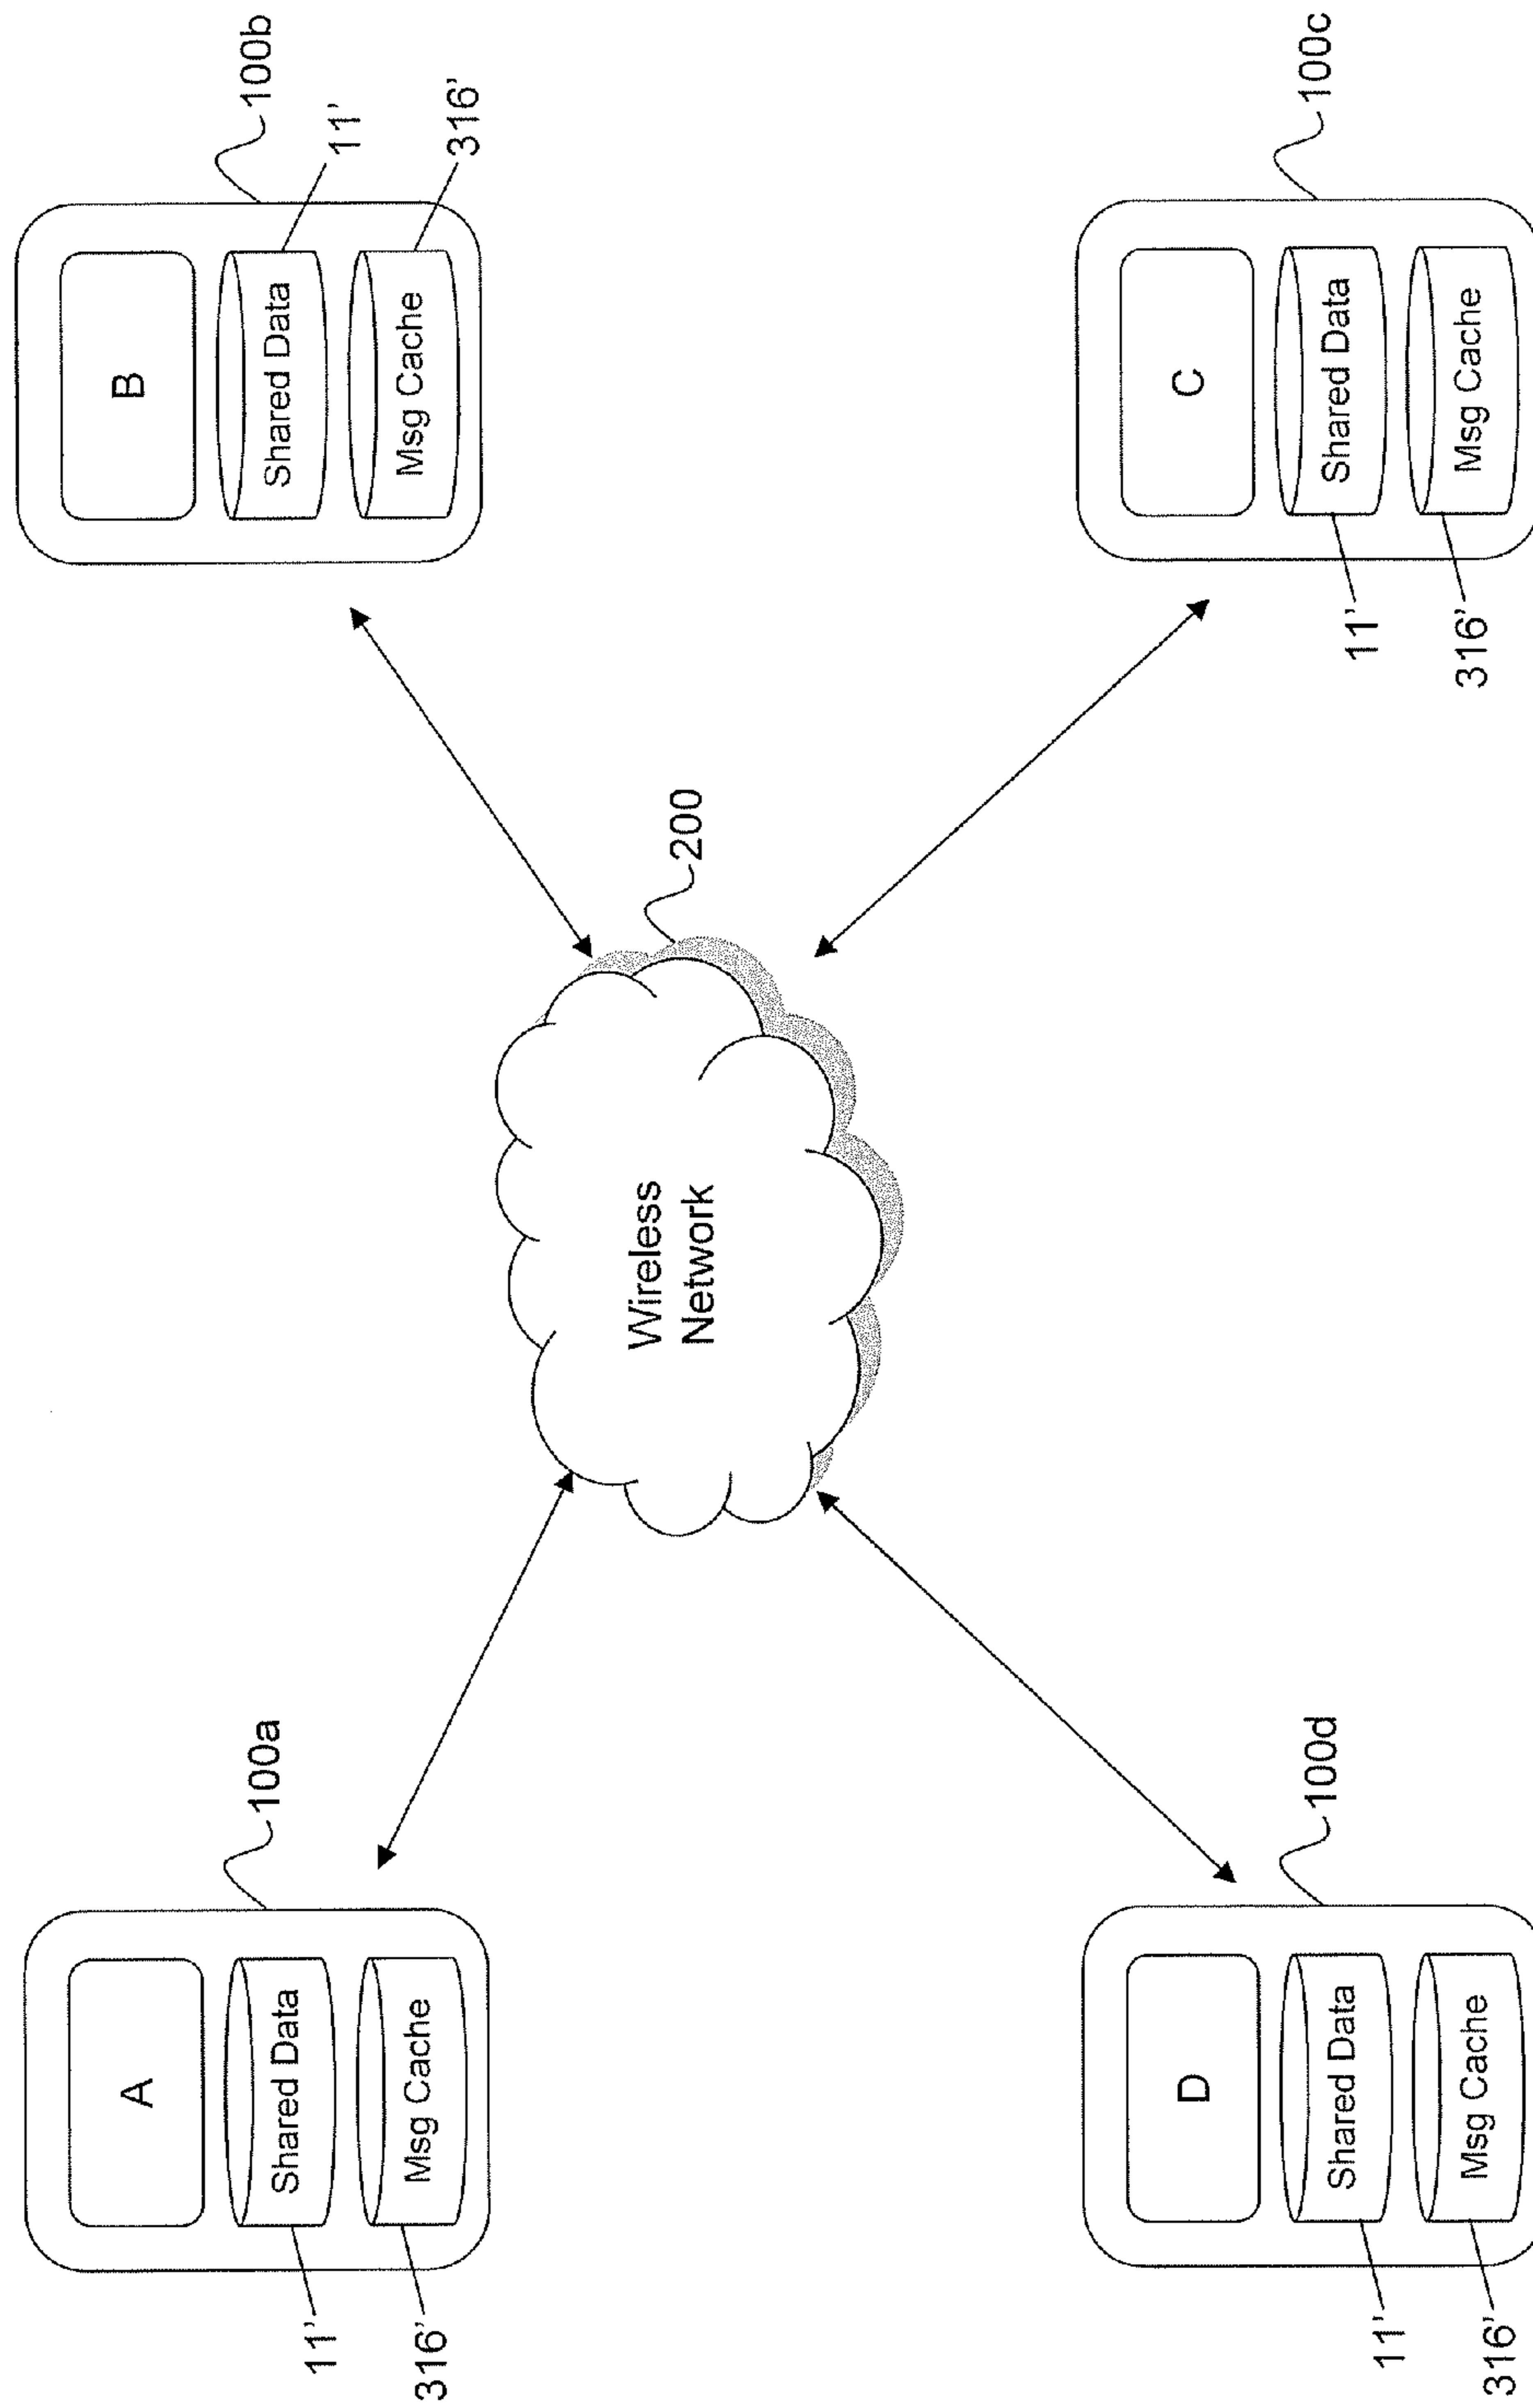 100a
A
Shared Data
Msg Cache
11'
316'
100b
B
Shared Data
Msg Cache
11'
316'
200
Wireless
Network
100d
D
Shared Data
Msg Cache
11'
316'
100c
C
Shared Data
Msg Cache
11'
316'